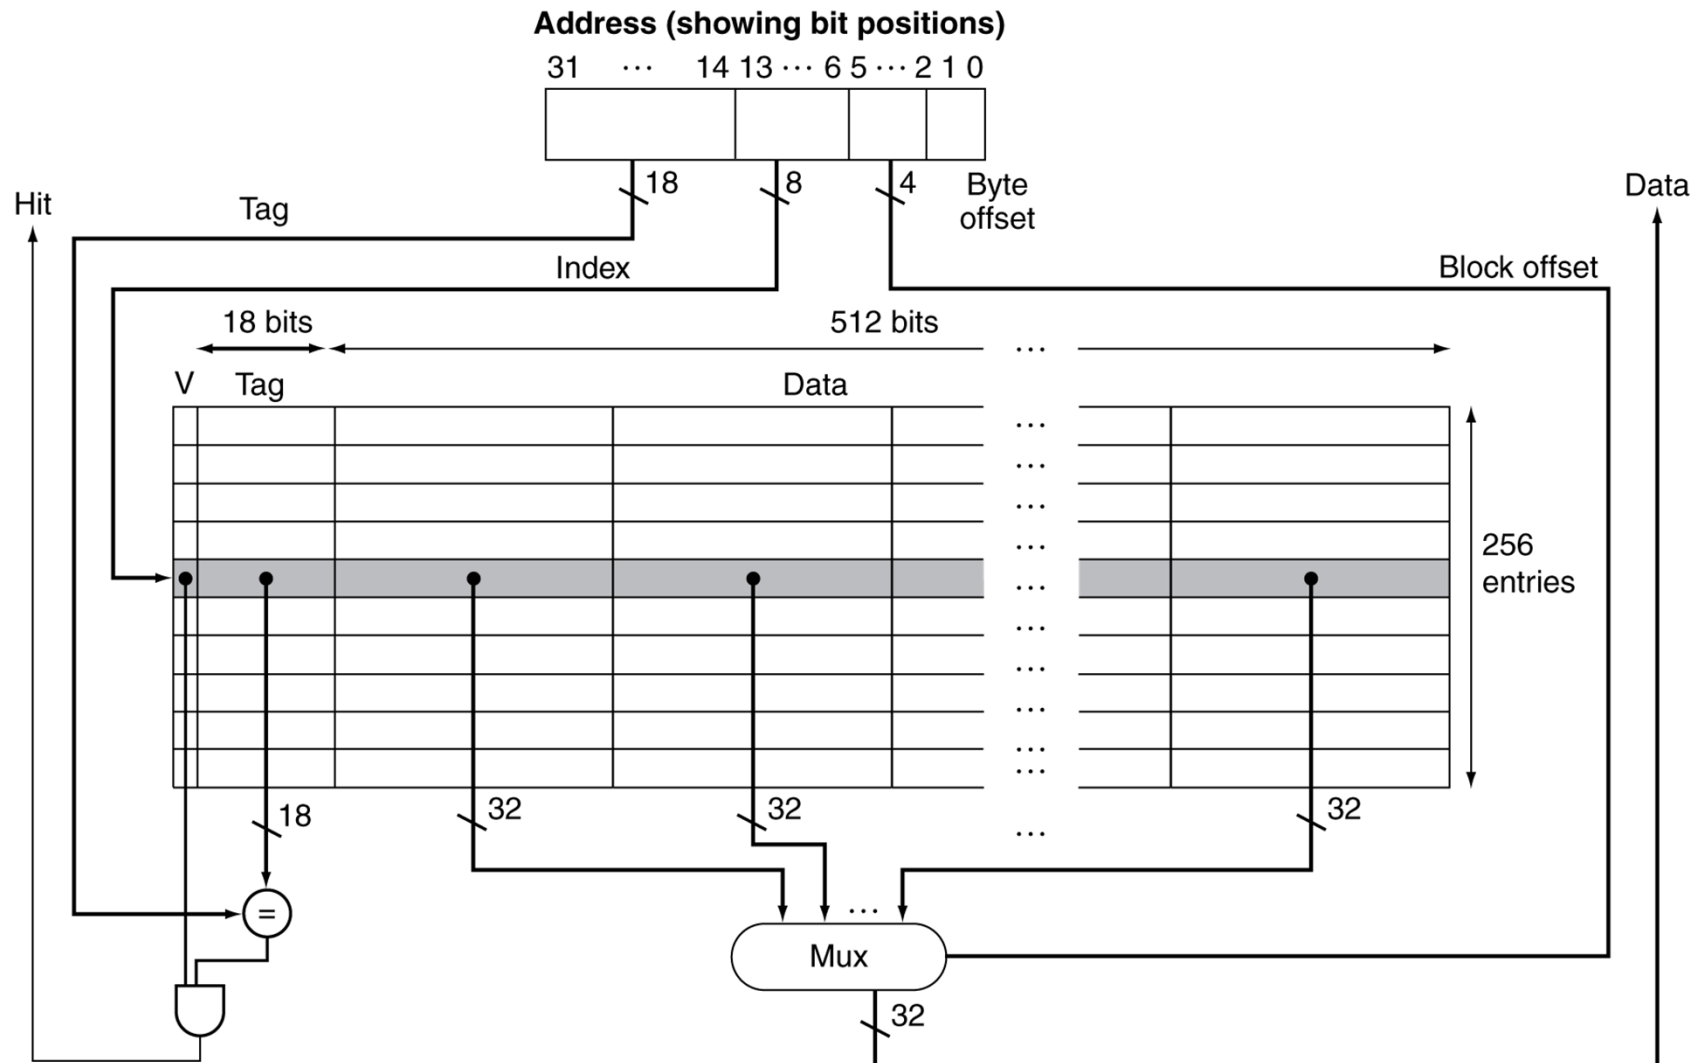 Address (showing bit positions)
31 ··· 14 13 ··· 6 5 ··· 2 1 0
18 8 4 Byte
offset
Hit
Tag
Data
Index
Block offset
18 bits
512 bits
···
V Tag Data
···
···
···
···
···
···
···
···
···
···
256
entries
18
32
32
···
32
=
···
Mux
32